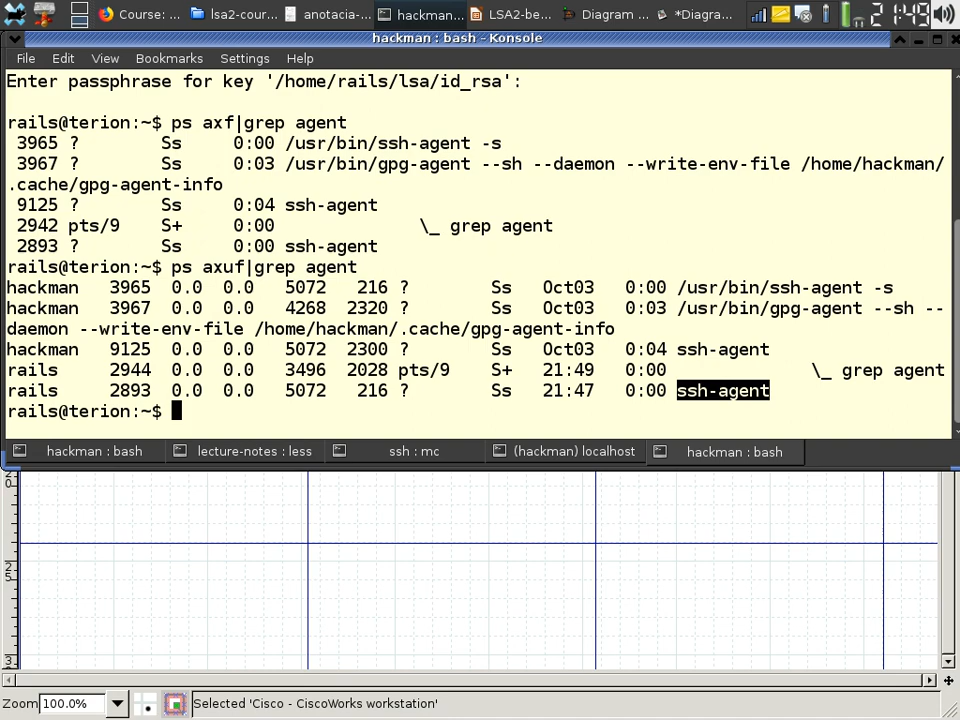 Course: ...
lsa2-cour...
anotacia-...
hackman...
LSA2-be...
Diagram ...
*Diagra...
2
1:49
hackman : bash - Konsole
File Edit View Bookmarks Settings Help
Enter passphrase for key '/home/rails/lsa/id_rsa':
rails@terion:~$ ps axf|grep agent
3965 ? Ss 0:00 /usr/bin/ssh-agent -s
3967 ? Ss 0:03 /usr/bin/gpg-agent --sh --daemon --write-env-file /home/hackman/
.cache/gpg-agent-info
9125 ? Ss 0:04 ssh-agent
2942 pts/9 S+ 0:00 \_ grep agent
2893 ? Ss 0:00 ssh-agent
rails@terion:~$ ps axuf|grep agent
hackman 3965 0.0 0.0 5072 216 ? Ss Oct03 0:00 /usr/bin/ssh-agent -s
hackman 3967 0.0 0.0 4268 2320 ? Ss Oct03 0:03 /usr/bin/gpg-agent --sh --
daemon --write-env-file /home/hackman/.cache/gpg-agent-info
hackman 9125 0.0 0.0 5072 2300 ? Ss Oct03 0:04 ssh-agent
rails 2944 0.0 0.0 3496 2028 pts/9 S+ 21:49 0:00 \_ grep agent
rails 2893 0.0 0.0 5072 216 ? Ss 21:47 0:00 ssh-agent
rails@terion:~$
hackman : bash
lecture-notes : less
ssh : mc
(hackman) localhost
hackman : bash
Zoom 100.0% Selected 'Cisco - CiscoWorks workstation'